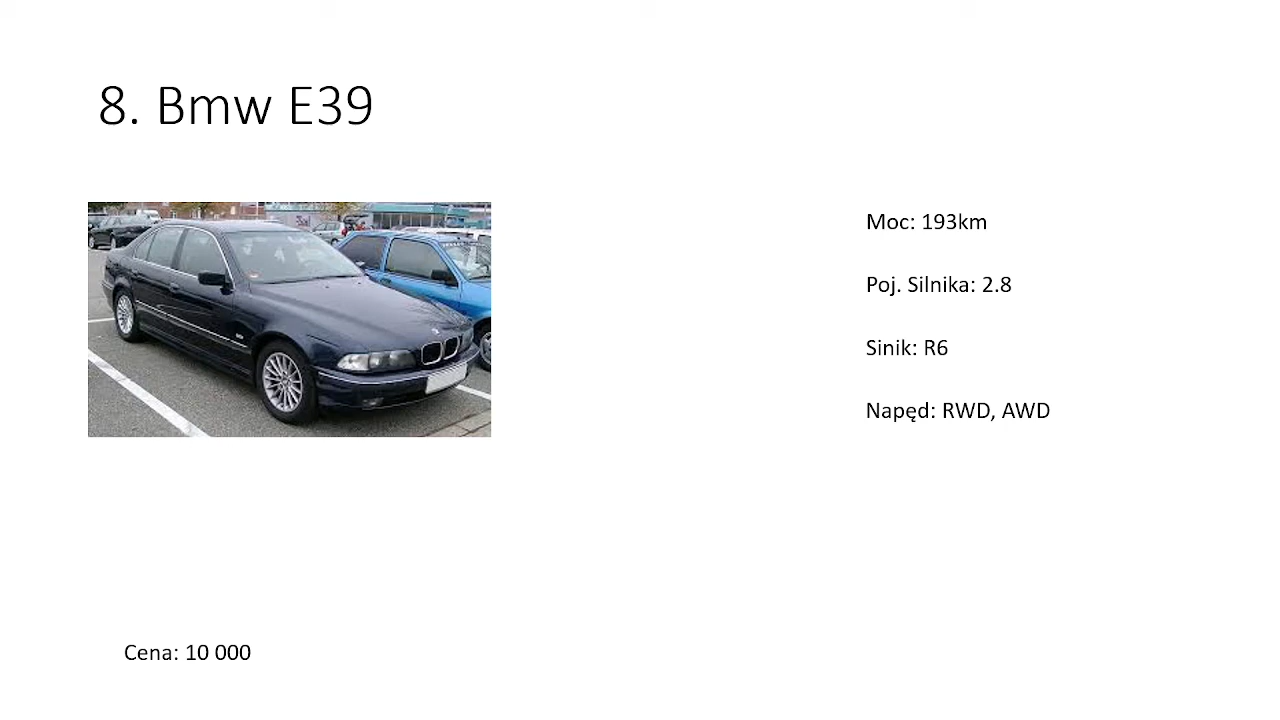 8. Bmw E39
Moc: 193km
Poj. Silnika: 2.8
Sinik: R6
Napęd: RWD, AWD
Cena: 10 000